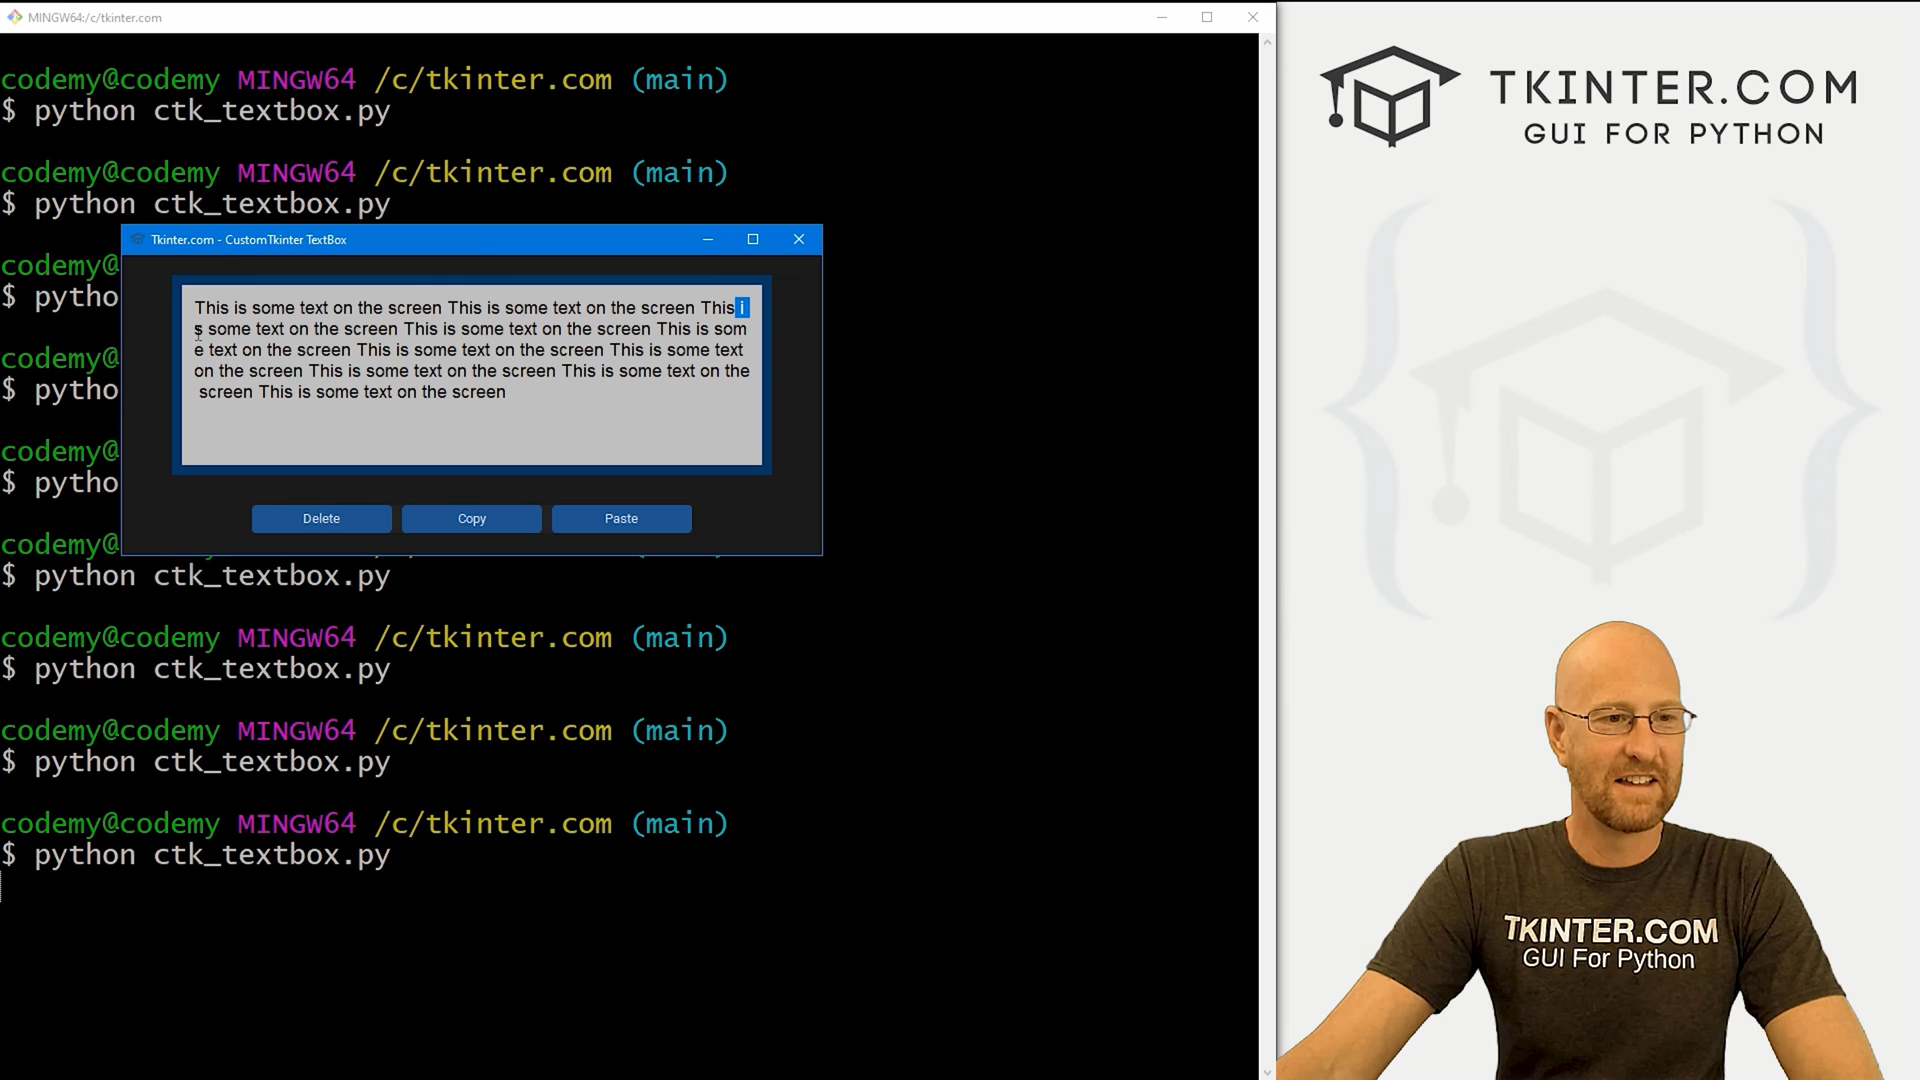 MINGW64:/c/tkinter.com
codemy@codemy MINGW64 /c/tkinter.com (main)
$ python ctk_textbox.py
codemy@codemy MINGW64 /c/tkinter.com (main)
$ python ctk_textbox.py
codemy@
$ pytho
codemy@
$ pytho
codemy@
$ pytho
codemy@
$ python ctk_textbox.py
codemy@codemy MINGW64 /c/tkinter.com (main)
$ python ctk_textbox.py
codemy@codemy MINGW64 /c/tkinter.com (main)
$ python ctk_textbox.py
codemy@codemy MINGW64 /c/tkinter.com (main)
$ python ctk_textbox.py
Tkinter.com - CustomTkinter TextBox
This is some text on the screen This is some text on the screen This i
s some text on the screen This is some text on the screen This is som
e text on the screen This is some text on the screen This is some text
on the screen This is some text on the screen This is some text on the
screen This is some text on the screen
Delete Copy Paste
TKINTER.COM
GUI FOR PYTHON
TKINTER.COM
GUI For Python